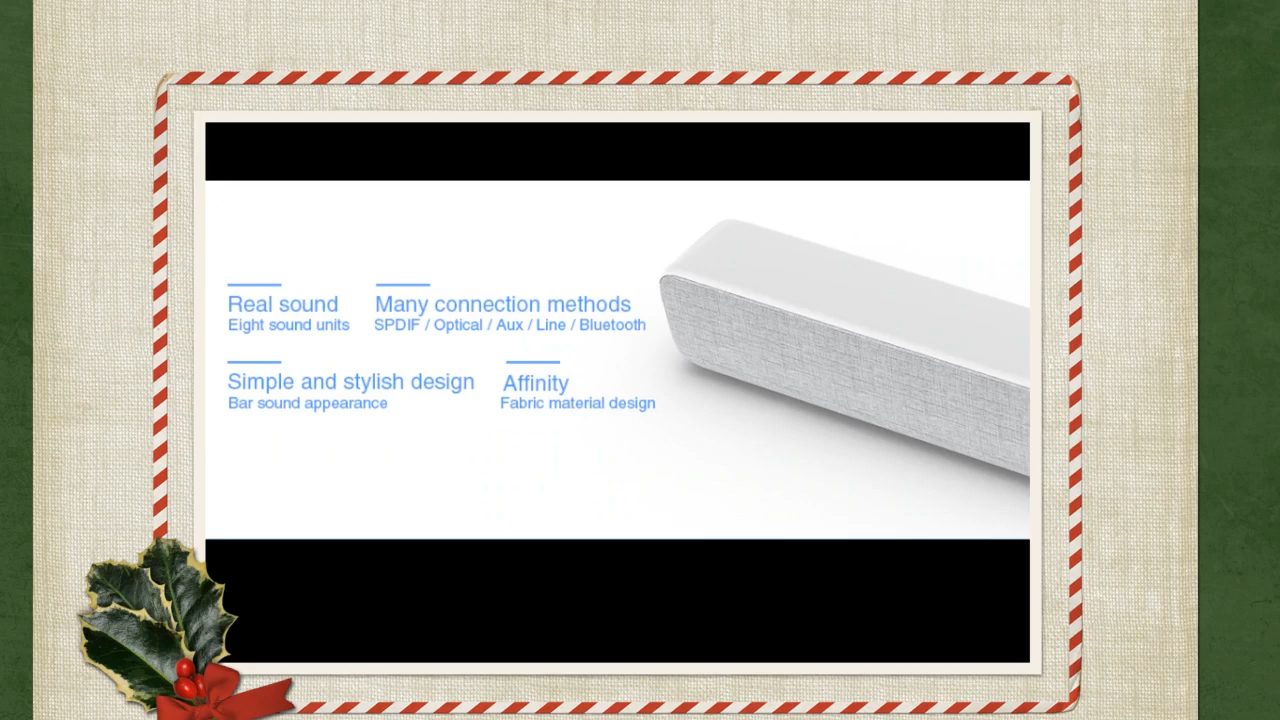 Real sound
Eight sound units
Many connection methods
SPDIF / Optical / Aux / Line / Bluetooth
Simple and stylish design
Bar sound appearance
Affinity
Fabric material design